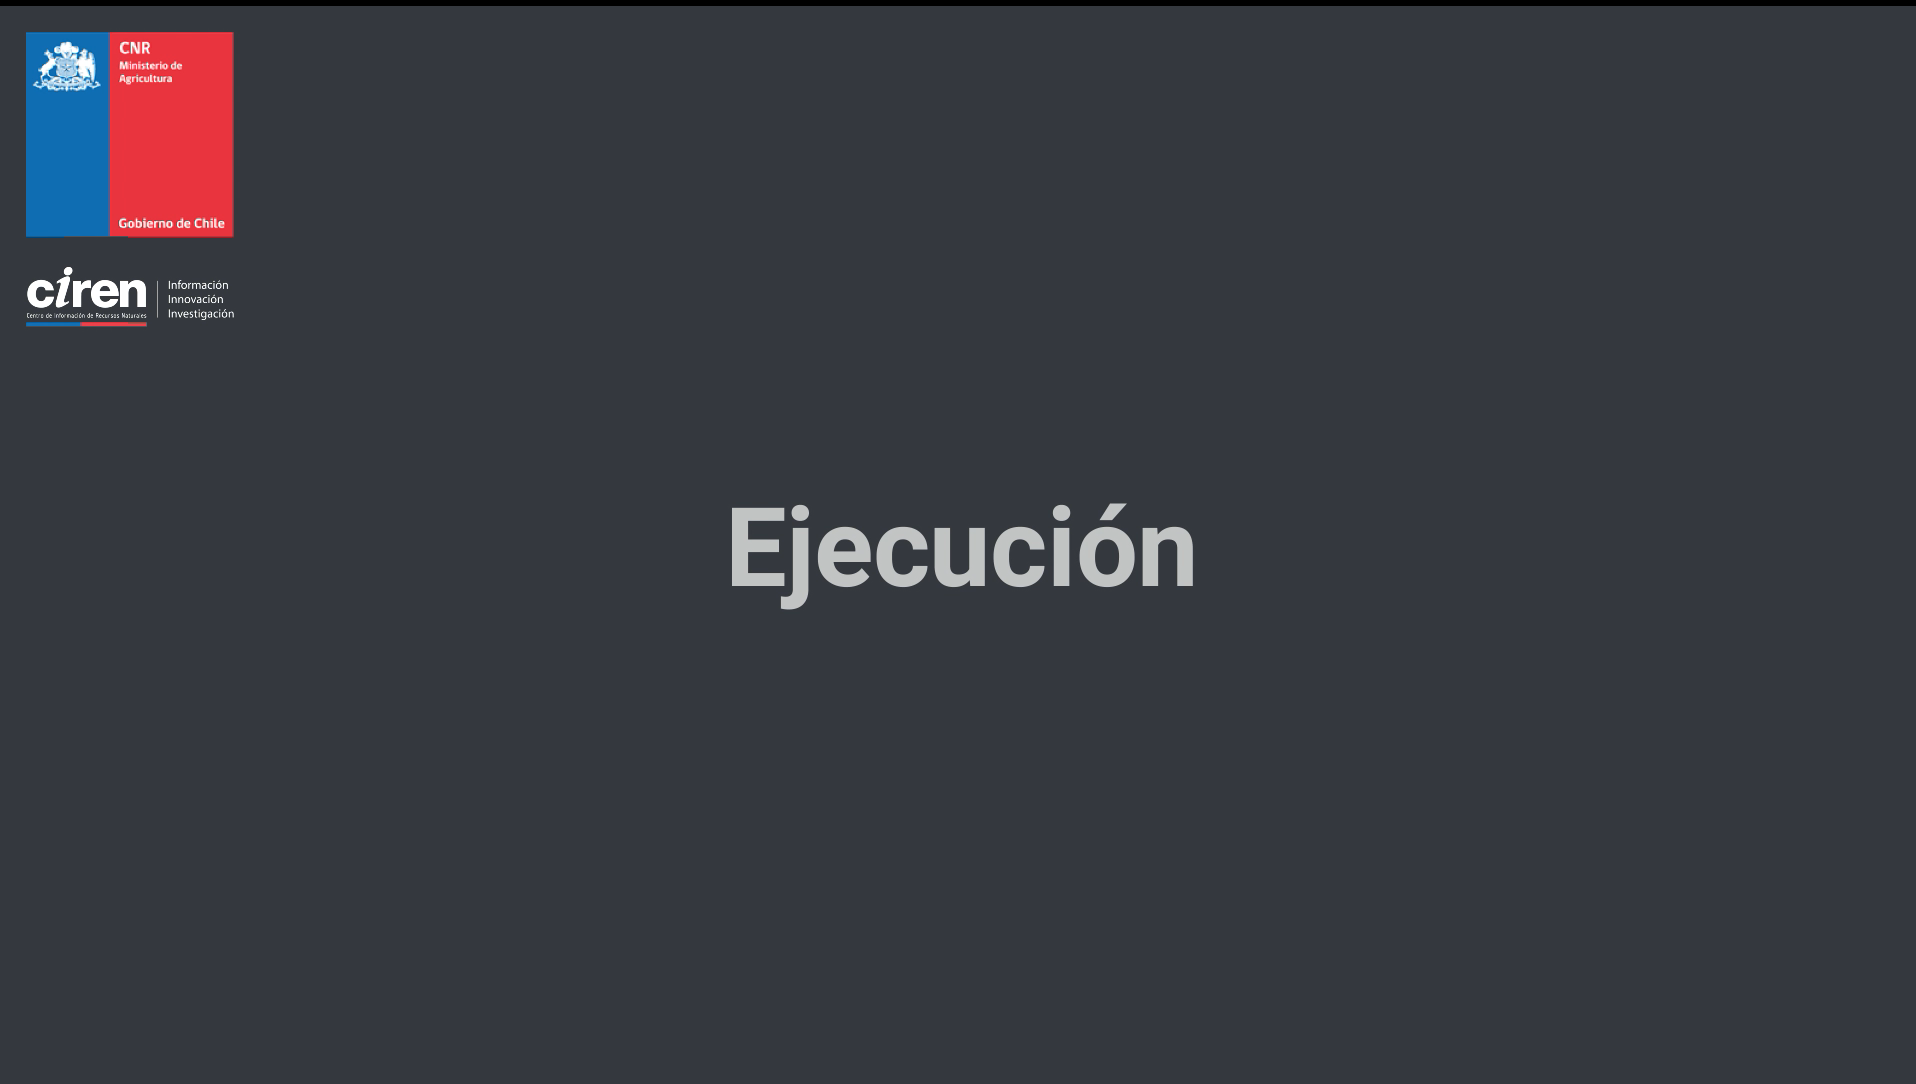 CNR
Ministerio de
Agricultura
Gobierno de Chile
ciren
Centro de Información de Recursos Naturales
Información
Innovación
Investigación
Ejecución